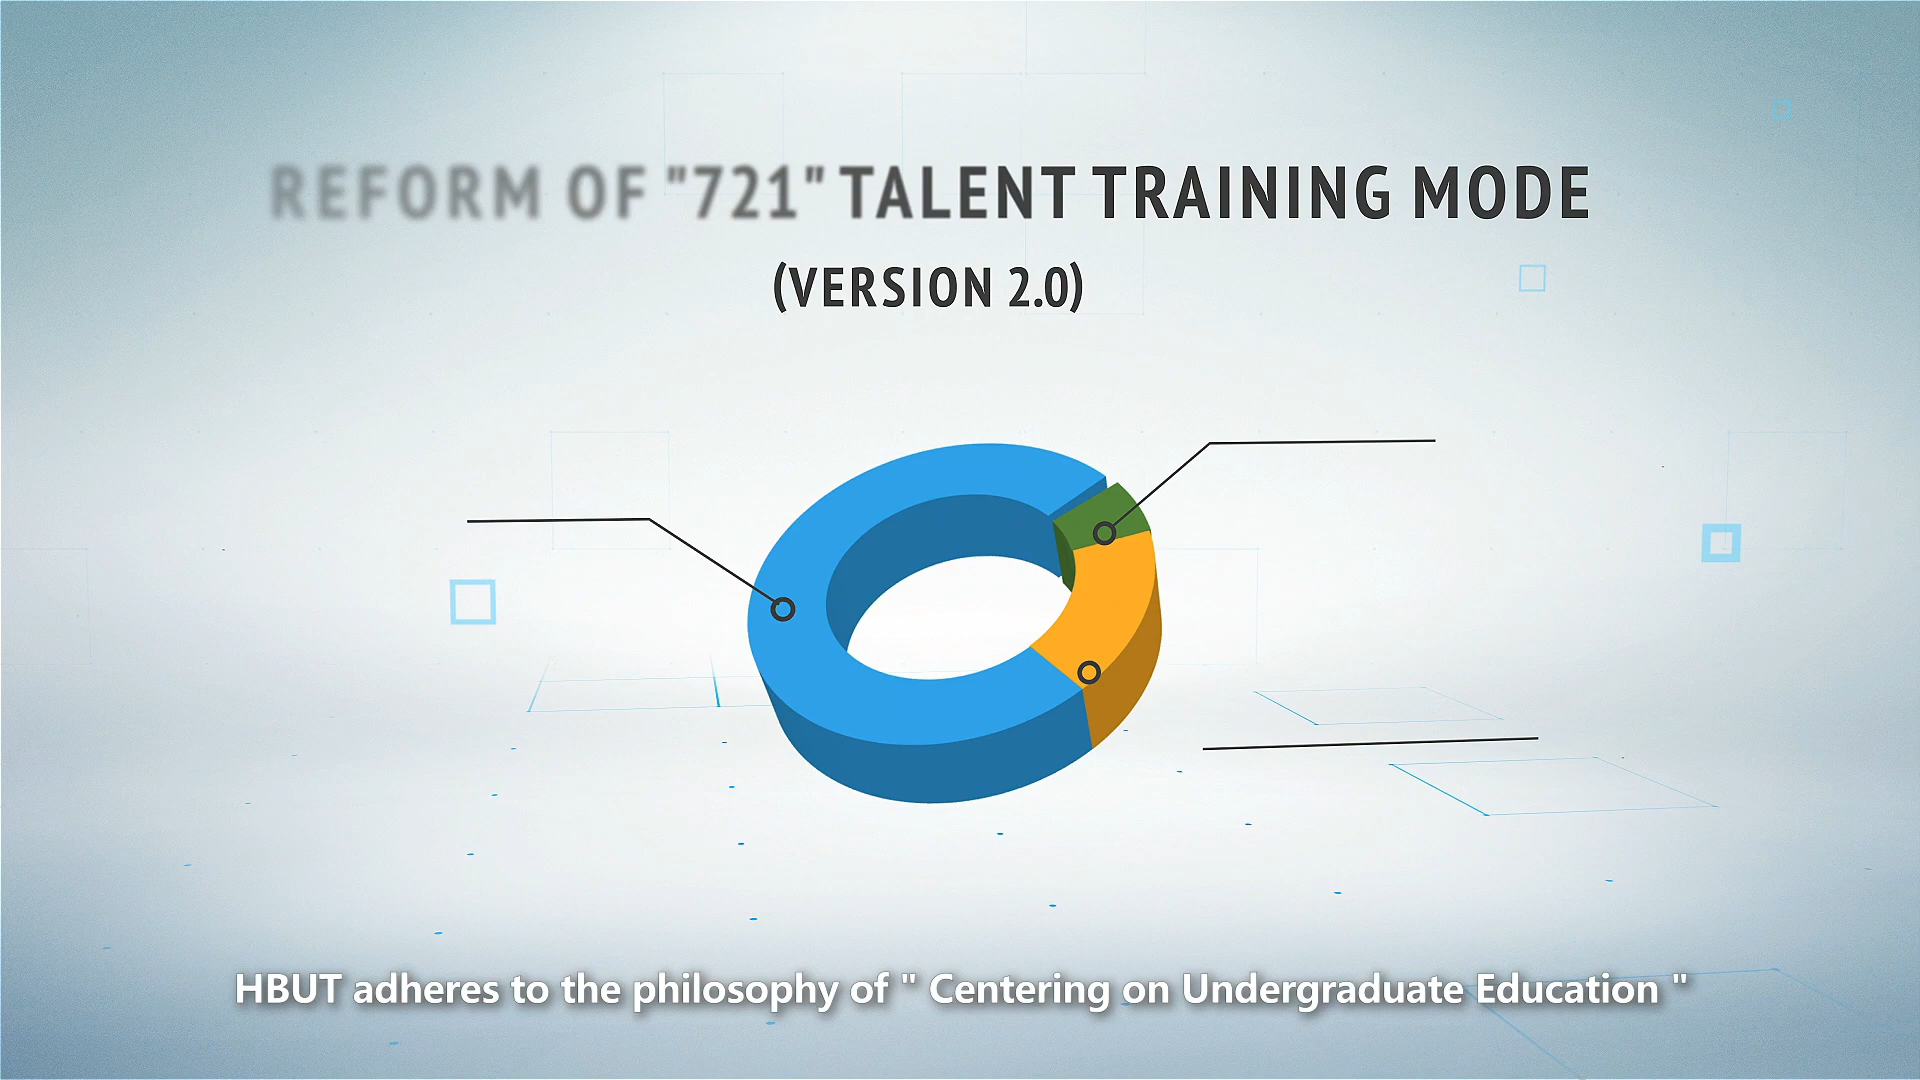 REFORM OF "721" TALENT TRAINING MODE
(VERSION 2.0)
HBUT adheres to the philosophy of " Centering on Undergraduate Education "